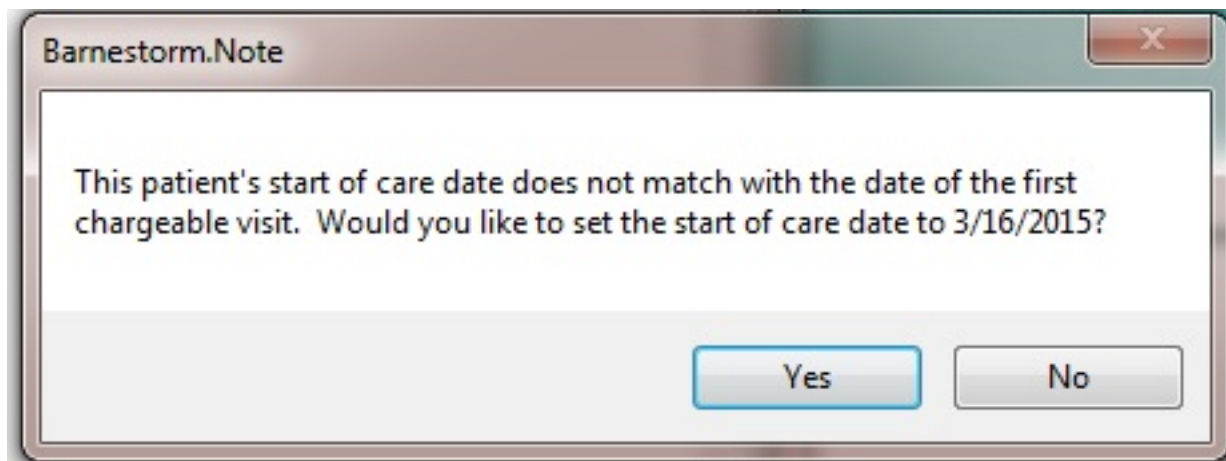 Barnestorm.Note
X
This patient's start of care date does not match with the date of the first
chargeable visit.  Would you like to set the start of care date to 3/16/2015?
Yes No